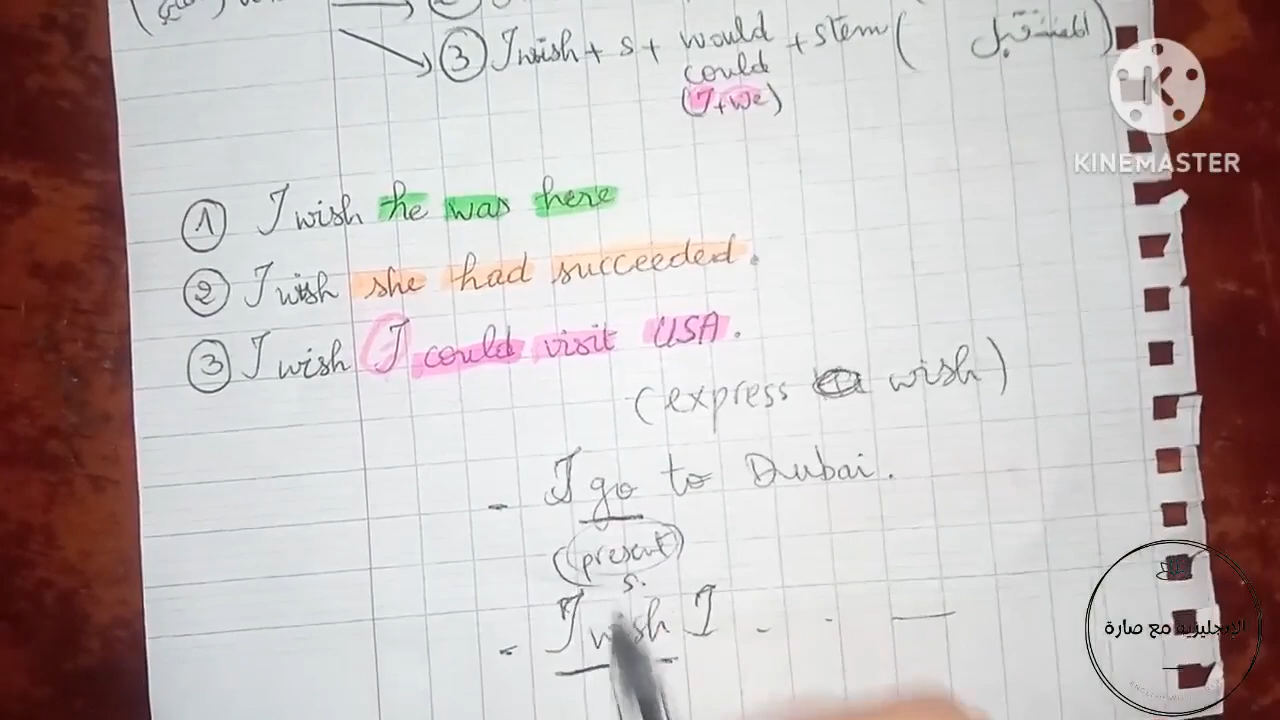 ③ I wish + s + would + stem (المستقبل)
could
(I+we)
KINEMASTER
① I wish he was here
② I wish she had succeeded.
③ I wish I could visit USA.
(express wish)
- I go to Dubai.
(present)
s.
- I wish I - - —
الإنجليزية مع صارة